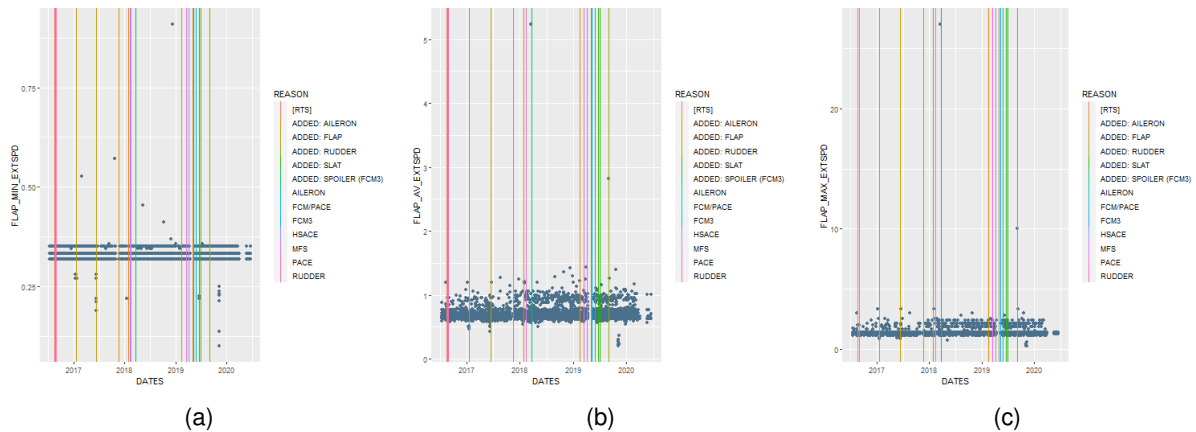 FLAP_MIN_EXTSPD
0.75
0.50
0.25
2017 2018 2019 2020
DATES
REASON
[RTS]
ADDED: AILERON
ADDED: FLAP
ADDED: RUDDER
ADDED: SLAT
ADDED: SPOILER (FCM3)
AILERON
FCM/PACE
FCM3
HSACE
MFS
PACE
RUDDER
(a)
FLAP_AV_EXTSPD
5
4
3
2
1
0
2017 2018 2019 2020
DATES
REASON
[RTS]
ADDED: AILERON
ADDED: FLAP
ADDED: RUDDER
ADDED: SLAT
ADDED: SPOILER (FCM3)
AILERON
FCM/PACE
FCM3
HSACE
MFS
PACE
RUDDER
(b)
FLAP_MAX_EXTSPD
20
10
0
2017 2018 2019 2020
DATES
REASON
[RTS]
ADDED: AILERON
ADDED: FLAP
ADDED: RUDDER
ADDED: SLAT
ADDED: SPOILER (FCM3)
AILERON
FCM/PACE
FCM3
HSACE
MFS
PACE
RUDDER
(c)